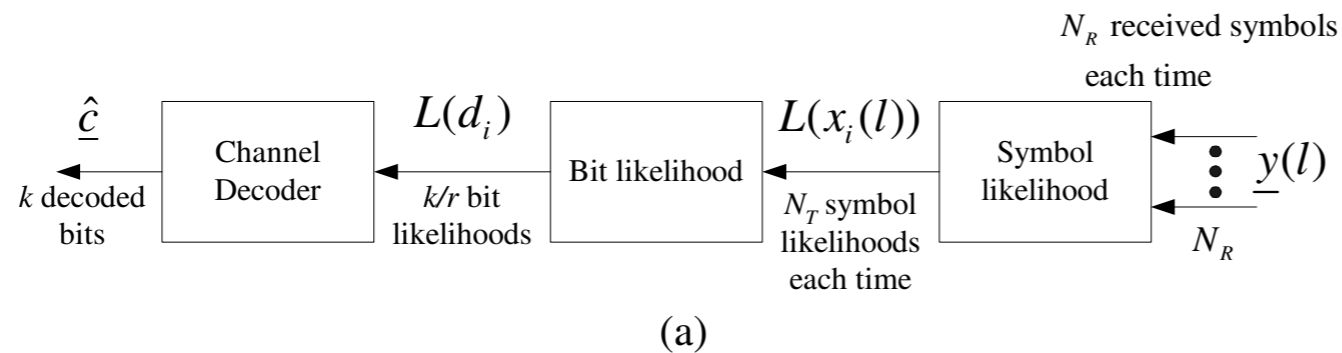 N_R received symbols
each time
ĉ
k decoded
bits
Channel
Decoder
L(d_i)
k/r bit
likelihoods
Bit likelihood
L(x_i(l))
N_T symbol
likelihoods
each time
Symbol
likelihood
y(l)
N_R
(a)